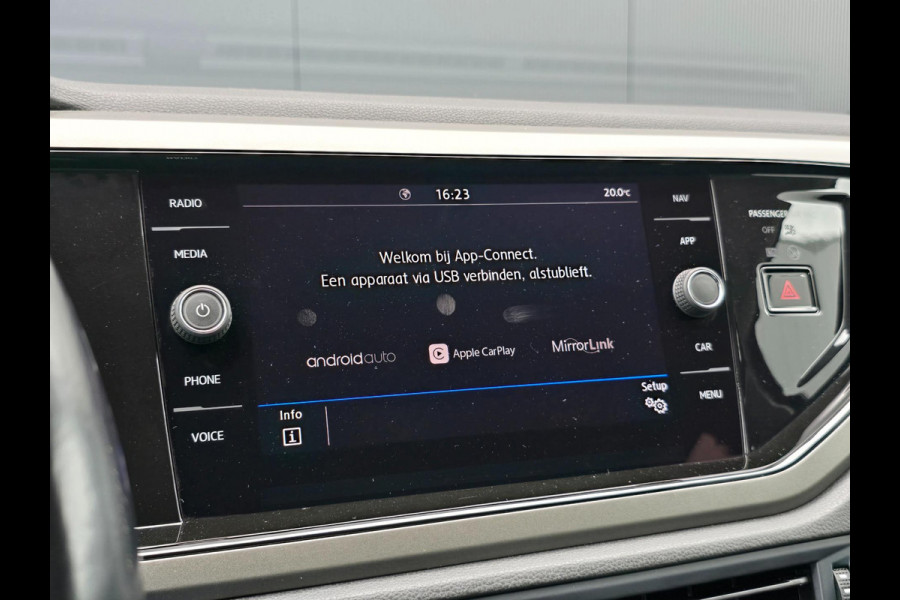 RADIO
MEDIA
PHONE
VOICE
16:23
20.0°C
Welkom bij App-Connect.
Een apparaat via USB verbinden, alstublieft.
androidauto
Apple CarPlay
MirrorLink
Setup
Info
i
NAV
APP
CAR
MENU
PASSENGER
OFF